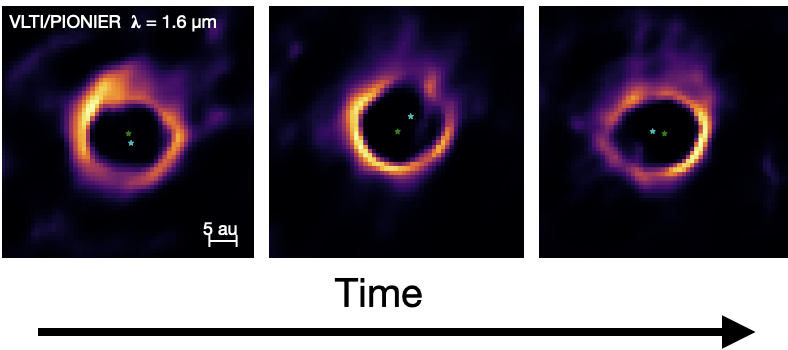 VLTI/PIONIER λ = 1.6 μm
5 au
Time